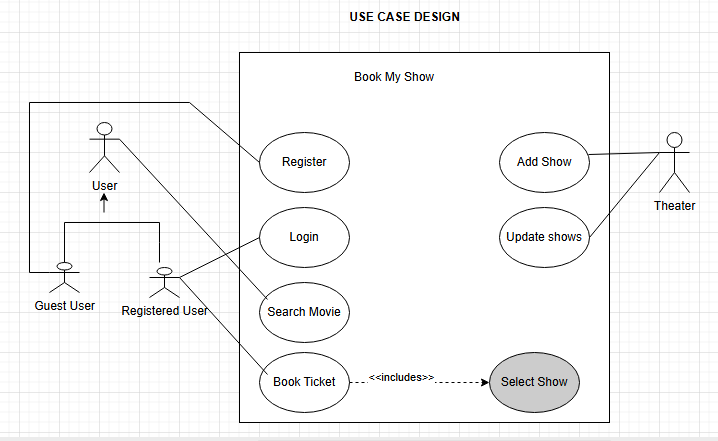 USE CASE DESIGN
Book My Show
Register
Add Show
User
Theater
Login
Update shows
Guest User
Registered User
Search Movie
Book Ticket
<<includes>>
Select Show